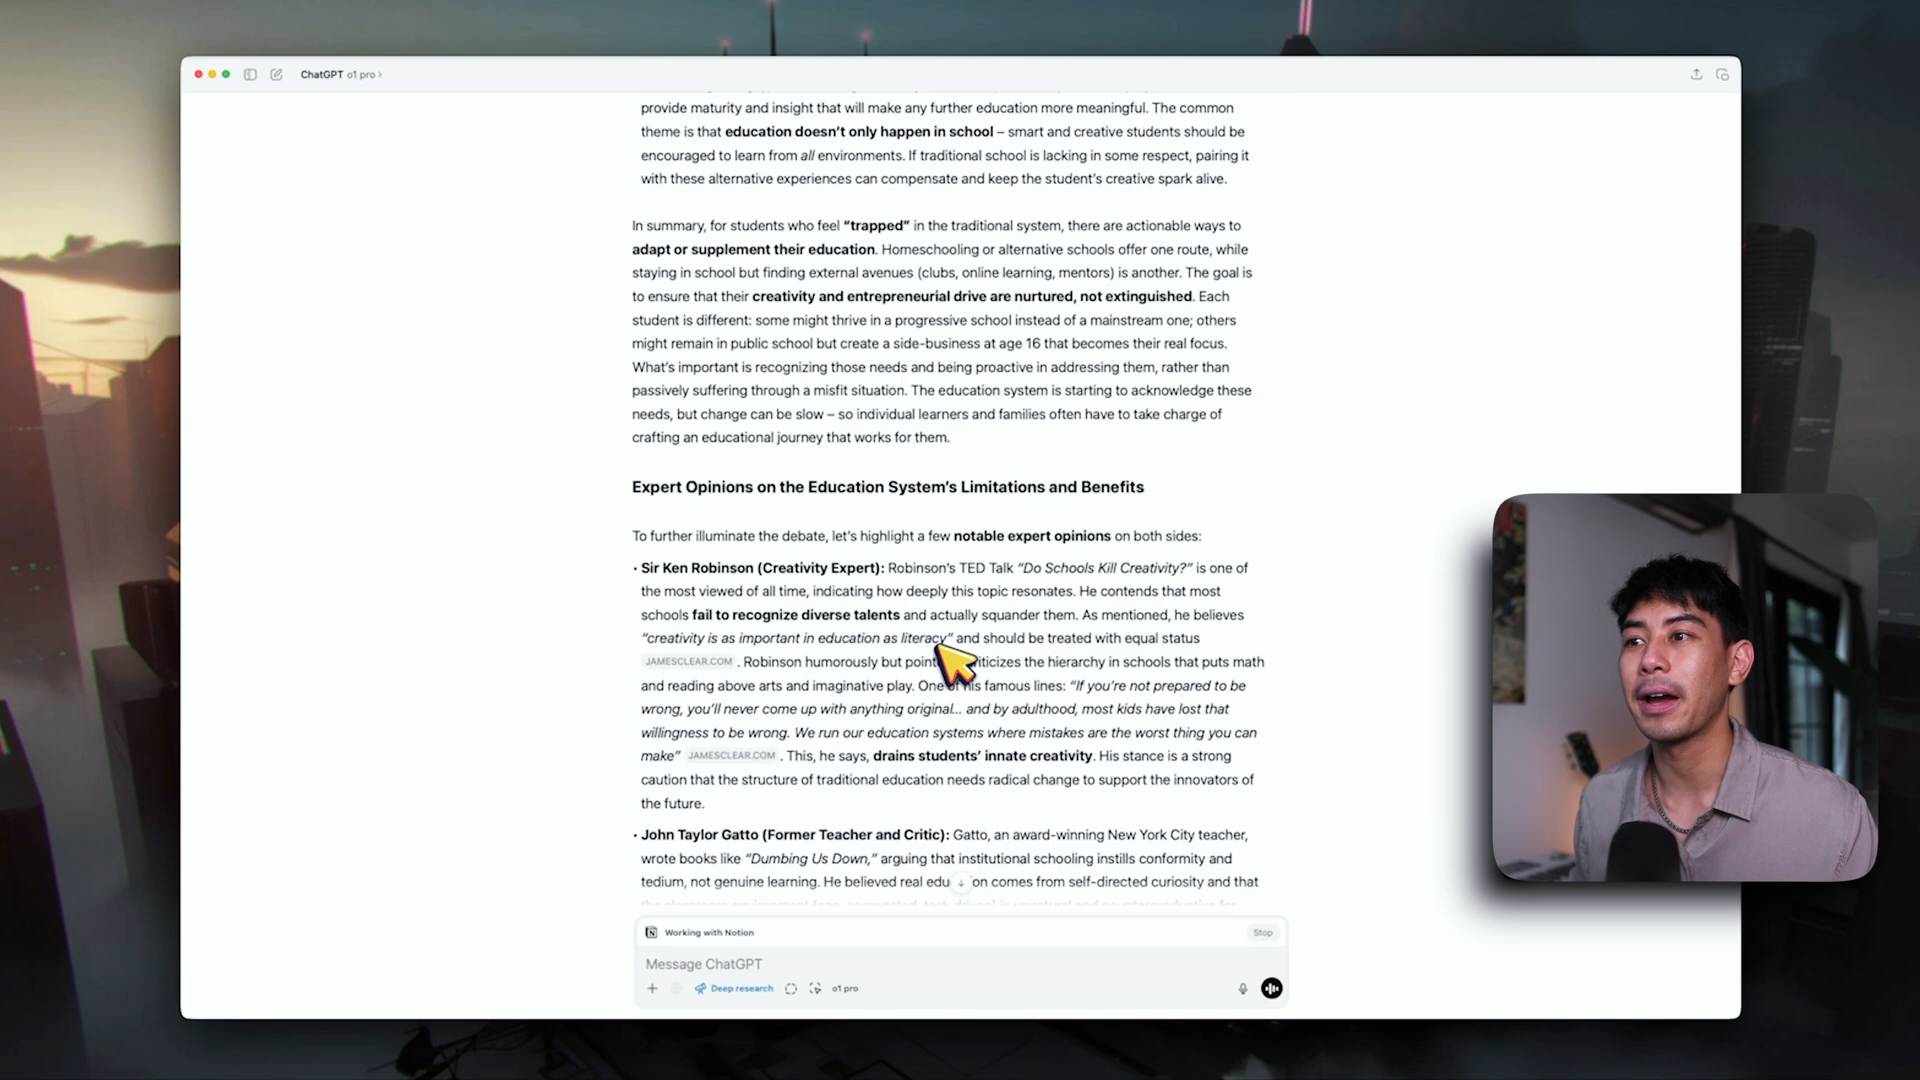 ChatGPT o1 pro >
provide maturity and insight that will make any further education more meaningful. The common
theme is that education doesn’t only happen in school – smart and creative students should be
encouraged to learn from all environments. If traditional school is lacking in some respect, pairing it
with these alternative experiences can compensate and keep the student’s creative spark alive.
In summary, for students who feel “trapped” in the traditional system, there are actionable ways to
adapt or supplement their education. Homeschooling or alternative schools offer one route, while
staying in school but finding external avenues (clubs, online learning, mentors) is another. The goal is
to ensure that their creativity and entrepreneurial drive are nurtured, not extinguished. Each
student is different: some might thrive in a progressive school instead of a mainstream one; others
might remain in public school but create a side-business at age 16 that becomes their real focus.
What’s important is recognizing those needs and being proactive in addressing them, rather than
passively suffering through a misfit situation. The education system is starting to acknowledge these
needs, but change can be slow – so individual learners and families often have to take charge of
crafting an educational journey that works for them.
Expert Opinions on the Education System’s Limitations and Benefits
To further illuminate the debate, let’s highlight a few notable expert opinions on both sides:
• Sir Ken Robinson (Creativity Expert): Robinson’s TED Talk “Do Schools Kill Creativity?” is one of
the most viewed of all time, indicating how deeply this topic resonates. He contends that most
schools fail to recognize diverse talents and actually squander them. As mentioned, he believes
“creativity is as important in education as literacy” and should be treated with equal status
JAMESCLEAR.COM . Robinson humorously but the hierarchy in schools that puts math
and reading above arts and imaginative play. One his famous lines: “If you’re not prepared to be
wrong, you’ll never come up with anything original... and by adulthood, most kids have lost that
willingness to be wrong. We run our education systems where mistakes are the worst thing you can
make” JAMESCLEAR.COM . This, he says, drains students’ innate creativity. His stance is a strong
caution that the structure of traditional education needs radical change to support the innovators of
the future.
• John Taylor Gatto (Former Teacher and Critic): Gatto, an award-winning New York City teacher,
wrote books like “Dumbing Us Down,” arguing that institutional schooling instills conformity and
tedium, not genuine learning. He believed real comes from self-directed curiosity and that
Working with Notion Stop
Message ChatGPT
Deep research o1 pro